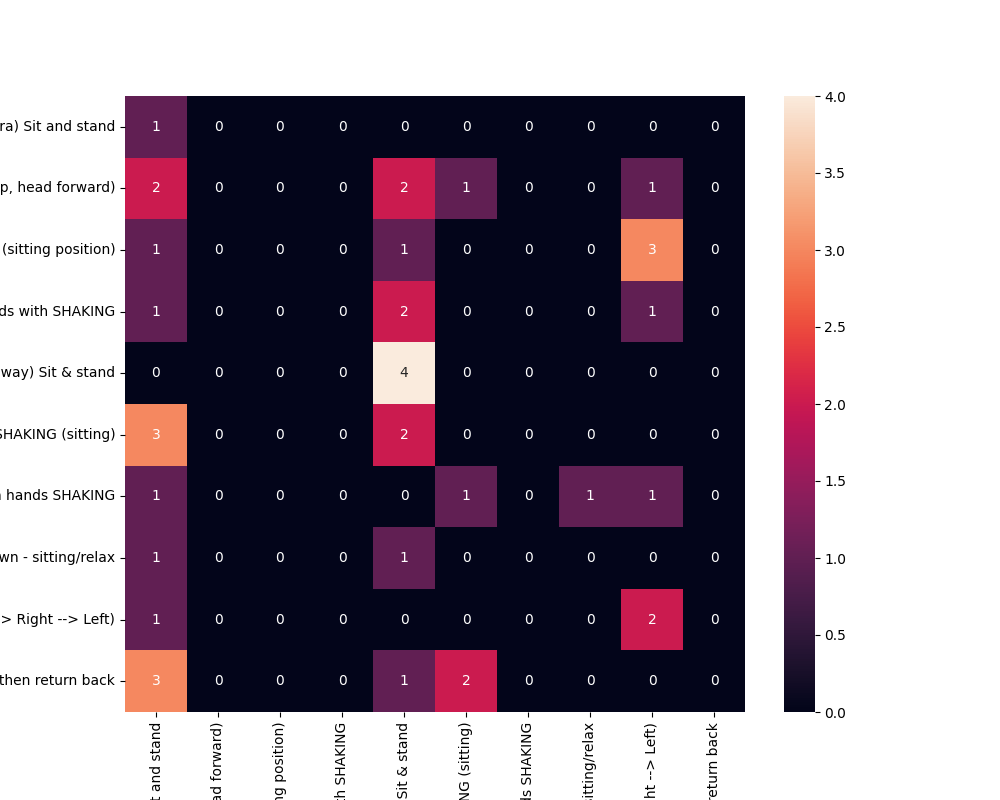 ra) Sit and stand 1 0 0 0 0 0 0 0 0 0
p, head forward) 2 0 0 0 2 1 0 0 1 0
(sitting position) 1 0 0 0 1 0 0 0 3 0
ds with SHAKING 1 0 0 0 2 0 0 0 1 0
way) Sit & stand 0 0 0 0 4 0 0 0 0 0
SHAKING (sitting) 3 0 0 0 2 0 0 0 0 0
hands SHAKING 1 0 0 0 0 1 0 1 1 0
wn - sitting/relax 1 0 0 0 1 0 0 0 0 0
> Right --> Left) 1 0 0 0 0 0 0 0 2 0
then return back 3 0 0 0 1 2 0 0 0 0
t and stand
ad forward)
ng position)
th SHAKING
Sit & stand
NG (sitting)
ds SHAKING
sitting/relax
ht --> Left)
return back
4.0
3.5
3.0
2.5
2.0
1.5
1.0
0.5
0.0